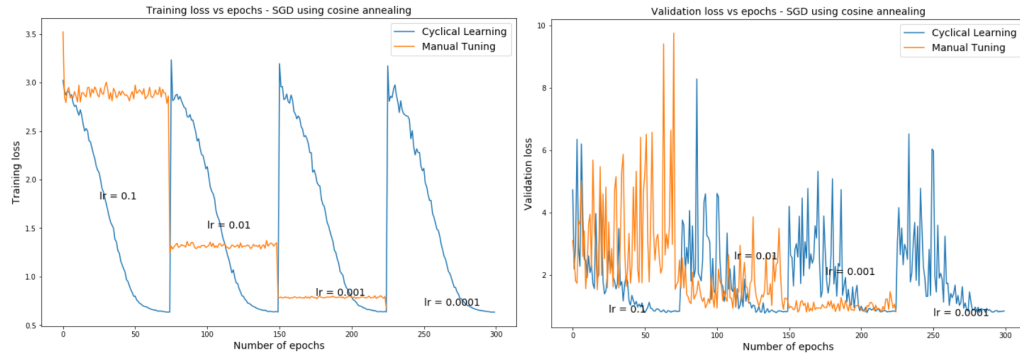 Training loss vs epochs - SGD using cosine annealing
Cyclical Learning
Manual Tuning
3.5
3.0
2.5
2.0
1.5
1.0
0.5
Training loss
lr = 0.1
lr = 0.01
lr = 0.001
lr = 0.0001
0
50
100
150
200
250
300
Number of epochs
Validation loss vs epochs - SGD using cosine annealing
Cyclical Learning
Manual Tuning
10
8
6
4
2
Validation loss
lr = 0.01
lr = 0.001
lr = 0.1
lr = 0.0001
0
50
100
150
200
250
300
Number of epochs